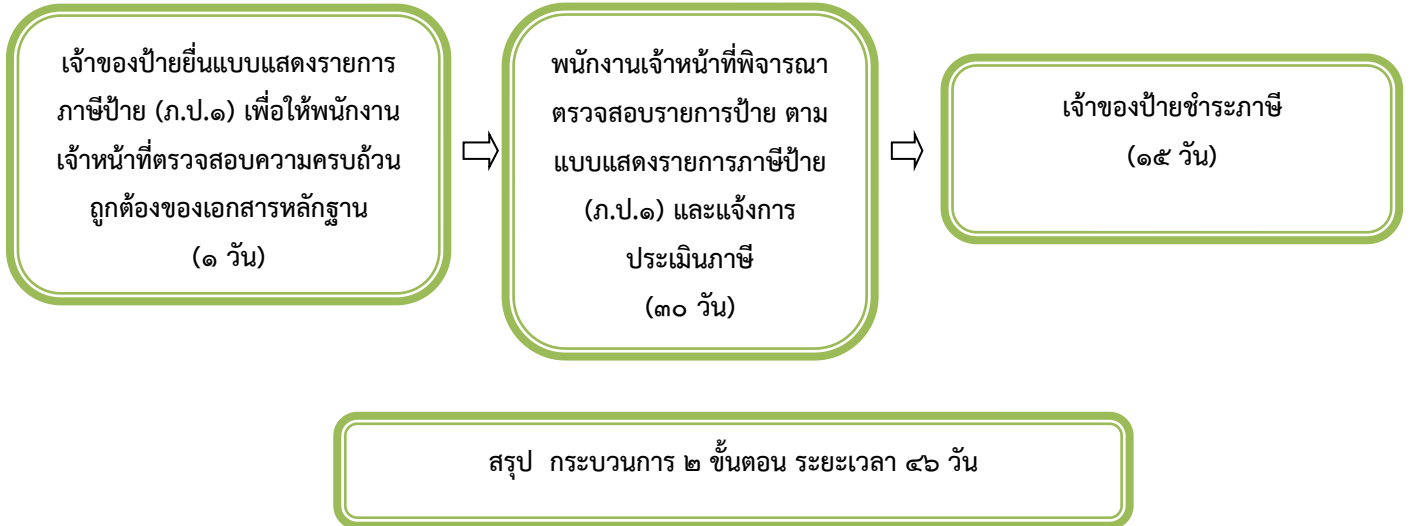 เจ้าของป้ายยื่นแบบแสดงรายการ
ภาษีป้าย (ภ.ป.๑) เพื่อให้พนักงาน
เจ้าหน้าที่ตรวจสอบความครบถ้วน
ถูกต้องของเอกสารหลักฐาน
(๑ วัน)
พนักงานเจ้าหน้าที่พิจารณา
ตรวจสอบรายการป้าย ตาม
แบบแสดงรายการภาษีป้าย
(ภ.ป.๑) และแจ้งการ
ประเมินภาษี
(๓๐ วัน)
เจ้าของป้ายชำระภาษี
(๑๕ วัน)
สรุป กระบวนการ ๒ ขั้นตอน ระยะเวลา ๔๖ วัน